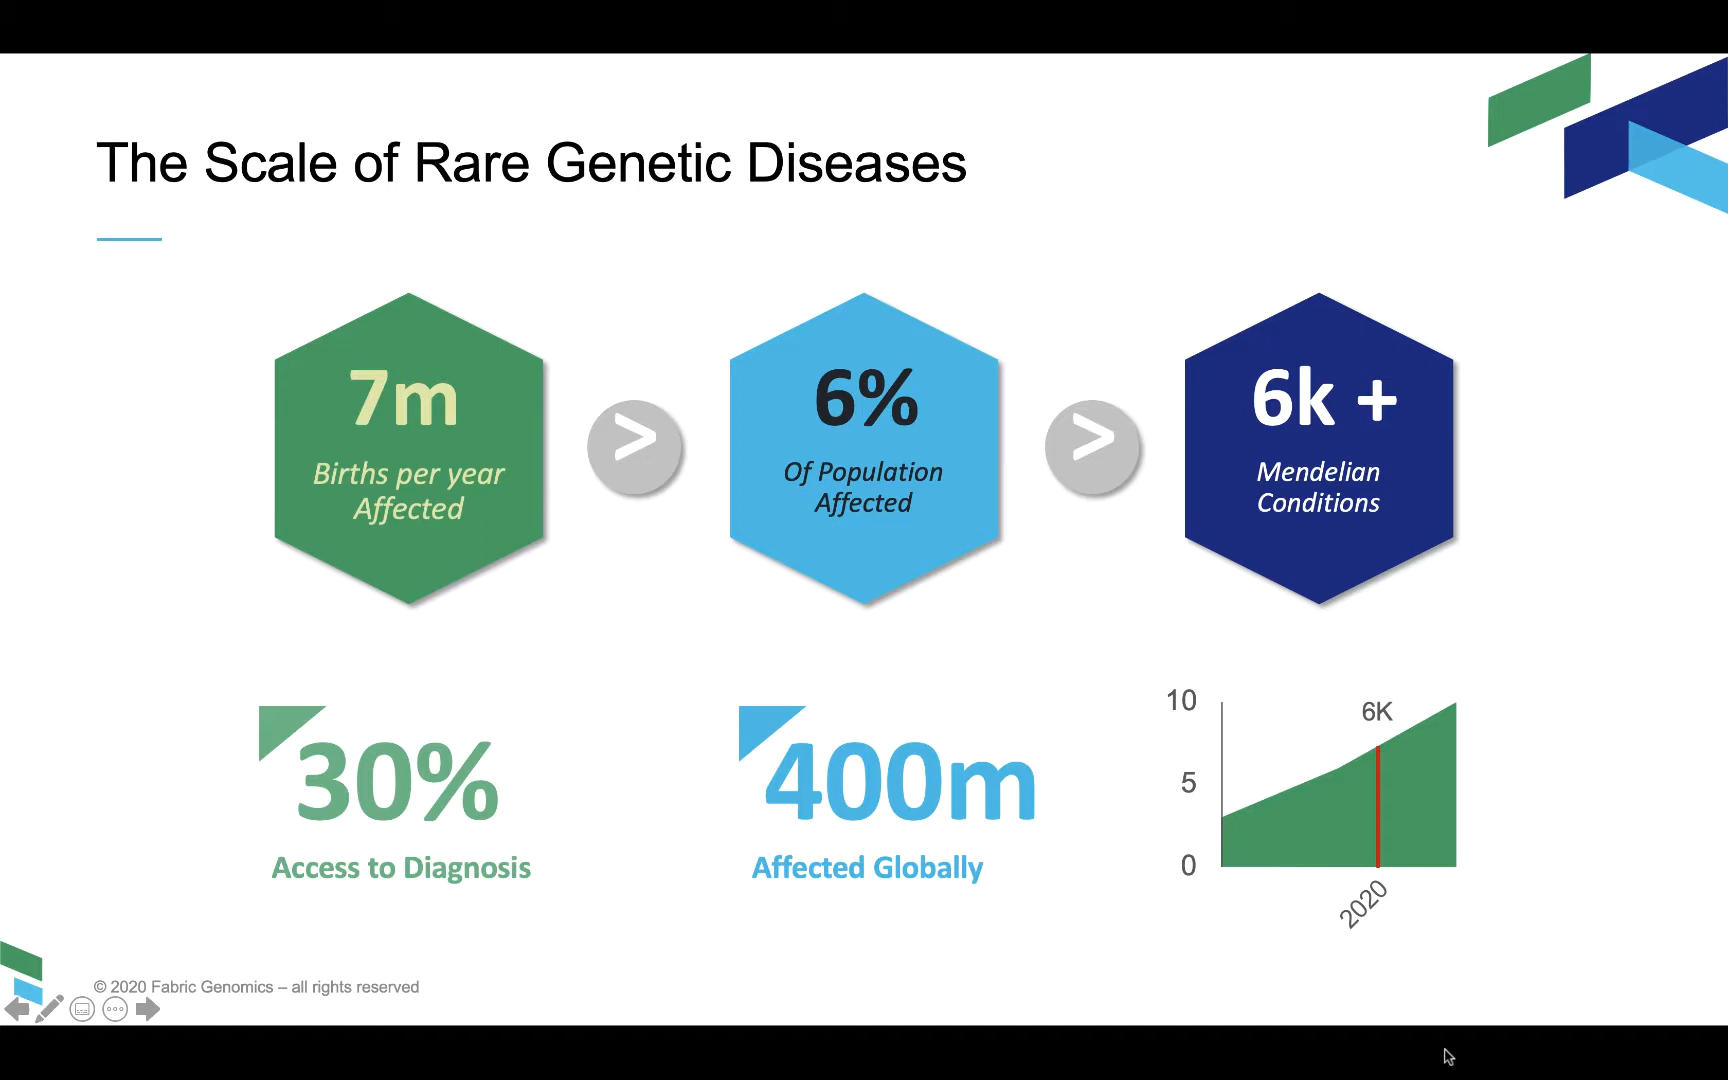 The Scale of Rare Genetic Diseases
7m
Births per year
Affected
>
6%
Of Population
Affected
>
6k +
Mendelian
Conditions
30%
Access to Diagnosis
400m
Affected Globally
10
6K
5
0
2020
© 2020 Fabric Genomics – all rights reserved